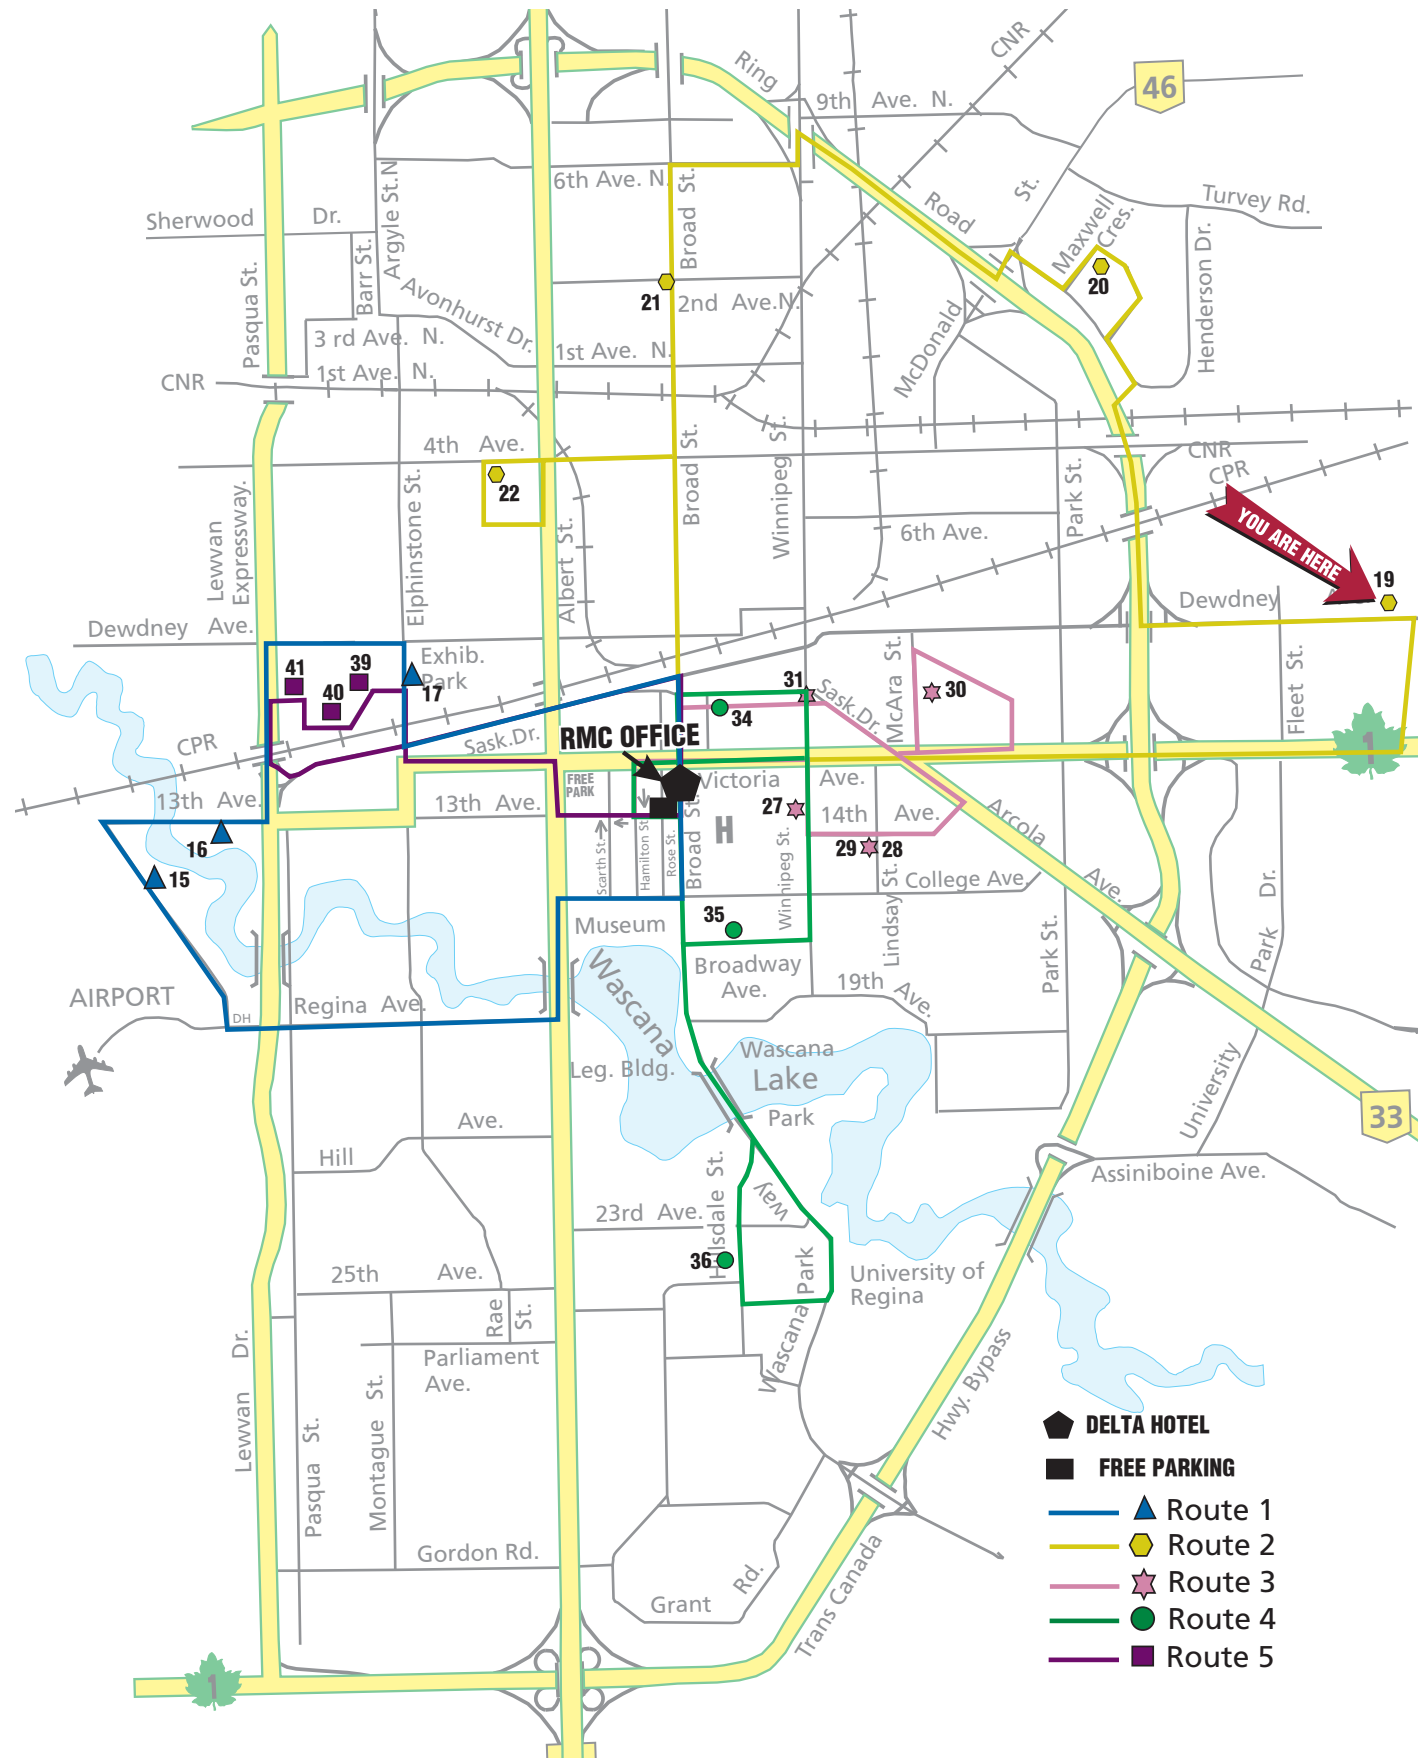 CNR
Ring
46
9th Ave. N.
6th Ave. N.
Argyle St.N
Broad St.
Road
St.
Maxwell
Cres.
Turvey Rd.
Sherwood Dr.
Pasqua St.
Barr St.
Avonhurst Dr.
20
Henderson Dr.
21
2nd Ave.N.
3 rd Ave. N.
1st Ave. N.
1st Ave. N.
McDonald
CNR
4th Ave.
22
Broad St.
Winnipeg St.
CNR
CPR
Park St.
Elphinstone St.
Lewvan
Expressway.
Albert St.
6th Ave.
YOU ARE HERE
19
Dewdney
Dewdney Ave.
Exhib.
Park
17
41
39
40
31
Sask.Dr.
McAra St.
30
Fleet St.
34
1
CPR
Sask.Dr.
RMC OFFICE
FREE
PARK
Victoria Ave.
13th Ave.
13th Ave.
16
15
Scarth St.
Hamilton St.
Rose St.
Broad St.
H
27
14th Ave.
29 28
Winnipeg St.
Lindsay St.
College Ave
Arcola Ave.
Park Dr.
35
Museum
Broadway
Ave.
19th Ave.
Park St.
Wascana
AIRPORT
DH
Regina Ave.
Leg. Bldg.
Wascana
Lake
Park
University
33
Ave.
Hill
Assiniboine Ave.
Hillsdale St.
Way
23rd Ave.
36
25th Ave.
Wascana Park
University of
Regina
Rae St.
Parliament
Ave.
Lewvan Dr.
Pasqua St.
Montague St.
Hwy. Bypass
Gordon Rd.
Grant Rd.
Trans Canada
1
DELTA HOTEL
FREE PARKING
Route 1
Route 2
Route 3
Route 4
Route 5